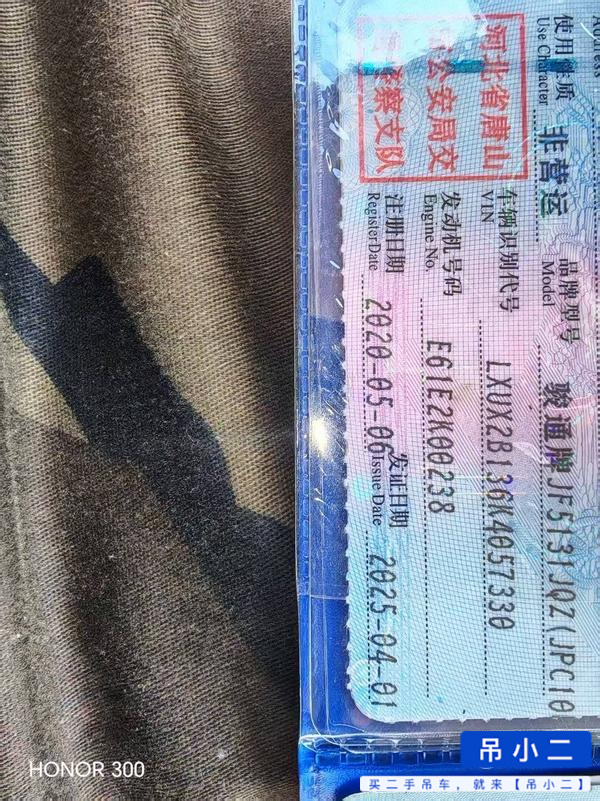 Address
使用性质 非营运 品牌型号 骏通牌JF5131JQZ(JPC10
Use Character Model
河北省唐山
市公安局交
通警察支队
车辆识别代号 LXUX2B136K4057330
VIN
发动机号码 E61E2K00238
Engine No.
注册日期 2020-05-06 发证日期 2025-04-01
Register Date Issue Date
HONOR 300
吊小二
买二手吊车，就来【吊小二】